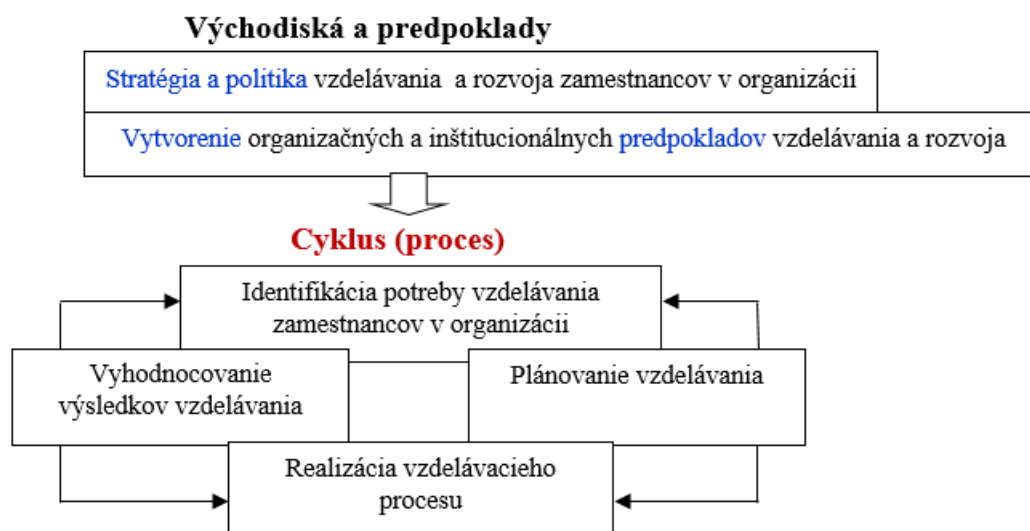 Východiská a predpoklady
Stratégia a politika vzdelávania a rozvoja zamestnancov v organizácii
Vytvorenie organizačných a inštitucionálnych predpokladov vzdelávania a rozvoja
Cyklus (proces)
Identifikácia potreby vzdelávania
zamestnancov v organizácii
Vyhodnocovanie
výsledkov vzdelávania
Plánovanie vzdelávania
Realizácia vzdelávacieho
procesu